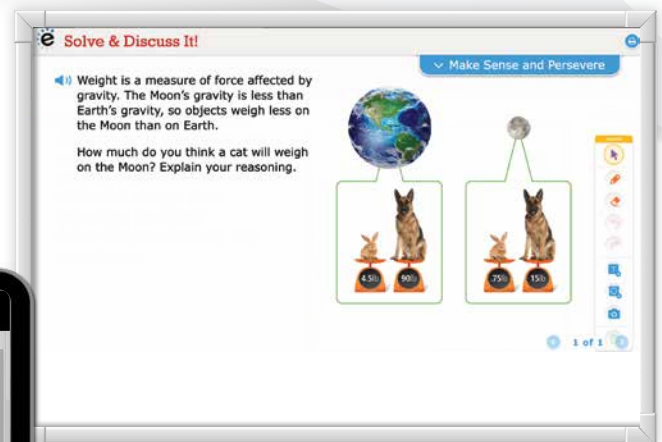 e Solve & Discuss It!
Make Sense and Persevere
Weight is a measure of force affected by
gravity. The Moon's gravity is less than
Earth's gravity, so objects weigh less on
the Moon than on Earth.
How much do you think a cat will weigh
on the Moon? Explain your reasoning.
4.5lb 90lb .75lb 15lb
1 of 1